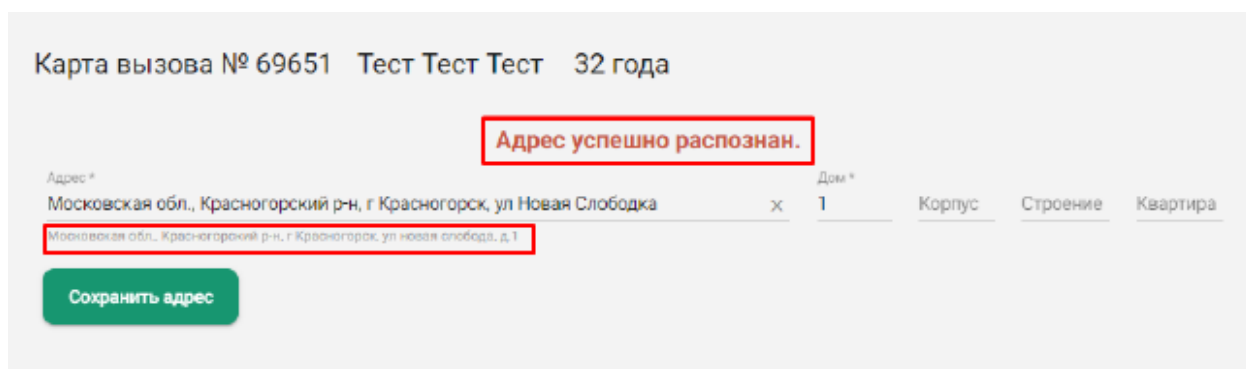 Карта вызова № 69651 Тест Тест Тест 32 года
Адрес успешно распознан.
Адрес * Дом *
Московская обл., Красногорский р-н, г Красногорск, ул Новая Слободка × 1 Корпус Строение Квартира
Московская обл., Красногорский р-н, г Красногорск, ул новая слобода, д 1
Сохранить адрес